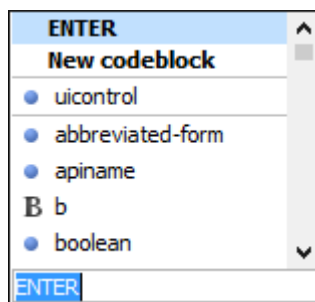 ENTER
New codeblock
uicontrol
abbreviated-form
apiname
B b
boolean
ENTER